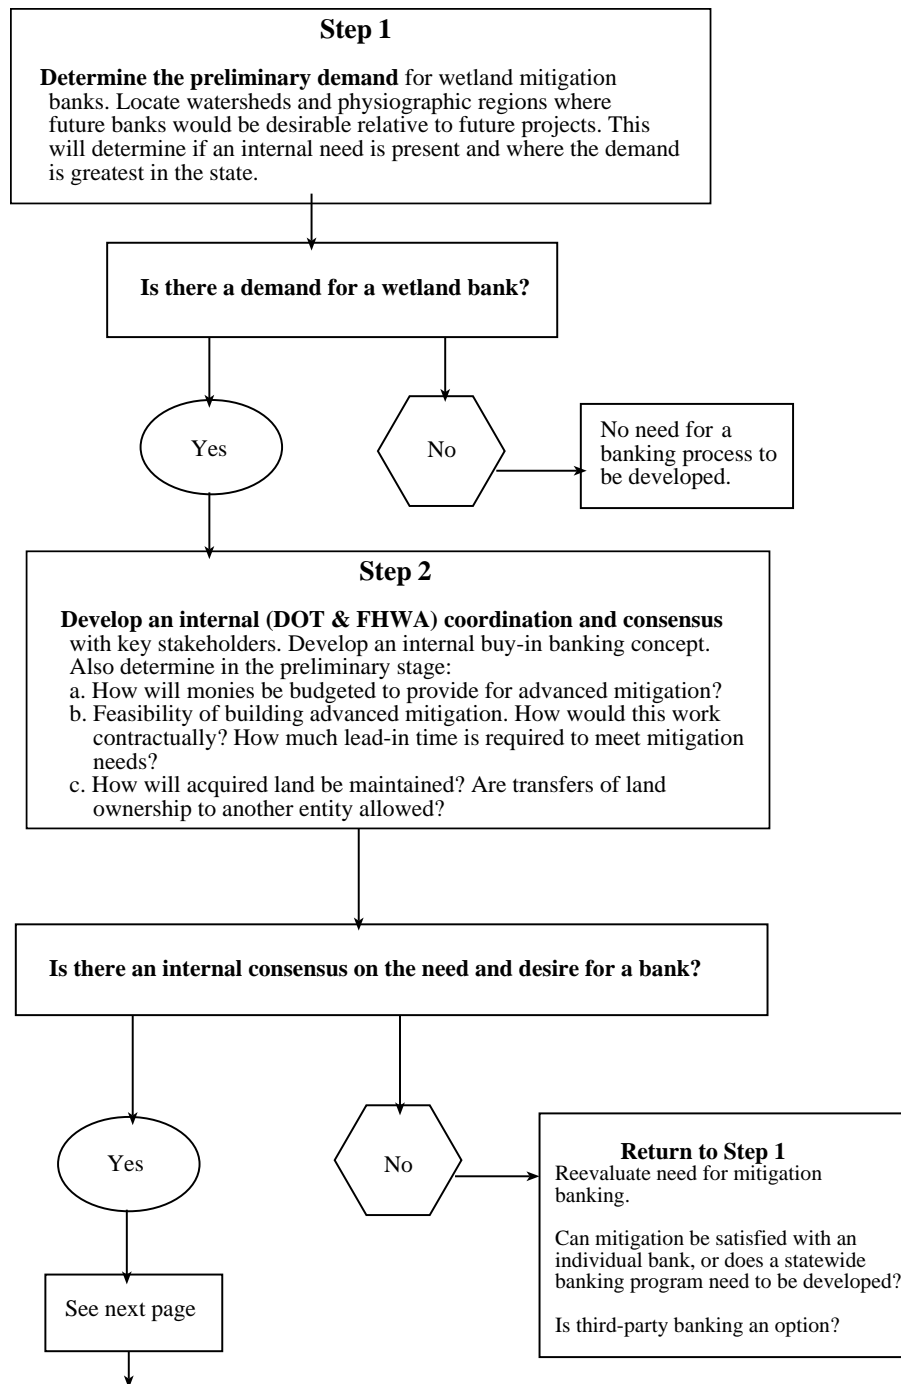 Step 1
Determine the preliminary demand for wetland mitigation
banks. Locate watersheds and physiographic regions where
future banks would be desirable relative to future projects. This
will determine if an internal need is present and where the demand
is greatest in the state.
Is there a demand for a wetland bank?
Yes
No
No need for a
banking process to
be developed.
Step 2
Develop an internal (DOT & FHWA) coordination and consensus
with key stakeholders. Develop an internal buy-in banking concept.
Also determine in the preliminary stage:
a. How will monies be budgeted to provide for advanced mitigation?
b. Feasibility of building advanced mitigation. How would this work
contractually? How much lead-in time is required to meet mitigation
needs?
c. How will acquired land be maintained? Are transfers of land
ownership to another entity allowed?
Is there an internal consensus on the need and desire for a bank?
Yes
No
Return to Step 1
Reevaluate need for mitigation
banking.
Can mitigation be satisfied with an
individual bank, or does a statewide
banking program need to be developed?
Is third-party banking an option?
See next page